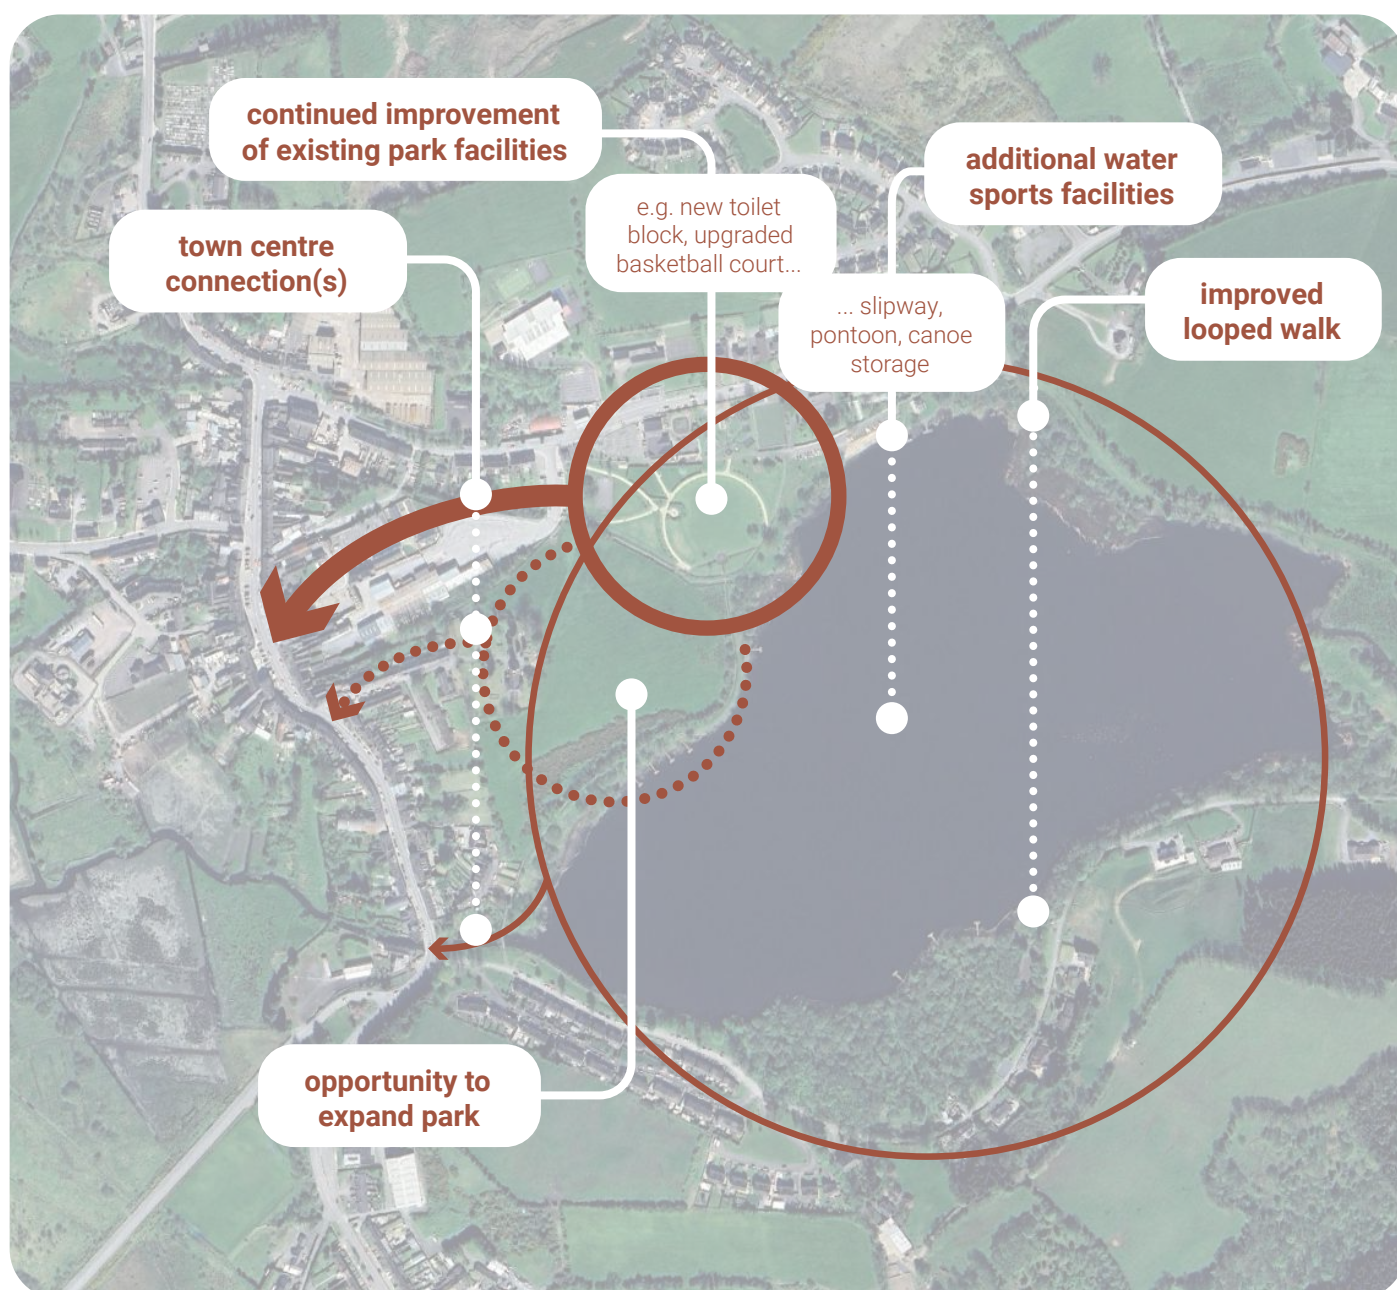 continued improvement
of existing park facilities
e.g. new toilet
block, upgraded
basketball court...
additional water
sports facilities
... slipway,
pontoon, canoe
storage
town centre
connection(s)
improved
looped walk
opportunity to
expand park